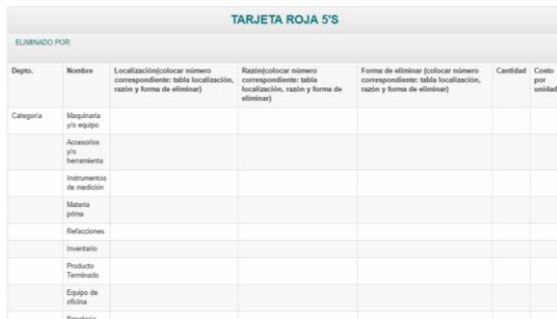 TARJETA ROJA 5'S
ELIMINADO POR:
Depto.
Nombre
Localización(colocar número
correspondiente: tabla localización,
razón y forma de eliminar)
Razón(colocar número
correspondiente: tabla
localización, razón y forma de
eliminar)
Forma de eliminar (colocar número
correspondiente: tabla localización,
razón y forma de eliminar)
Cantidad
Costo
por
unidad
Categoría
Maquinaria
y/o equipo
Accesorios
y/o
herramienta
Instrumentos
de medición
Materia
prima
Refacciones
Inventario
Producto
Terminado
Equipo de
oficina